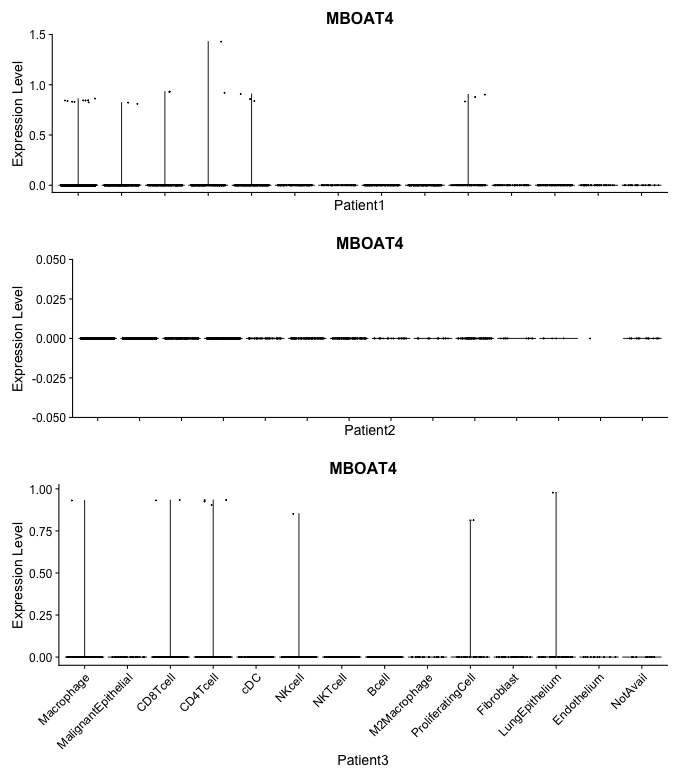 MBOAT4
Expression Level
1.5
1.0
0.5
0.0
Patient1
MBOAT4
Expression Level
0.050
0.025
0.000
-0.025
-0.050
Patient2
MBOAT4
Expression Level
1.00
0.75
0.50
0.25
0.00
Macrophage
MalignantEpithelial
CD8Tcell
CD4Tcell
cDC
NKcell
NKTcell
Bcell
M2Macrophage
ProliferatingCell
Fibroblast
LungEpithelium
Endothelium
NotAvail
Patient3